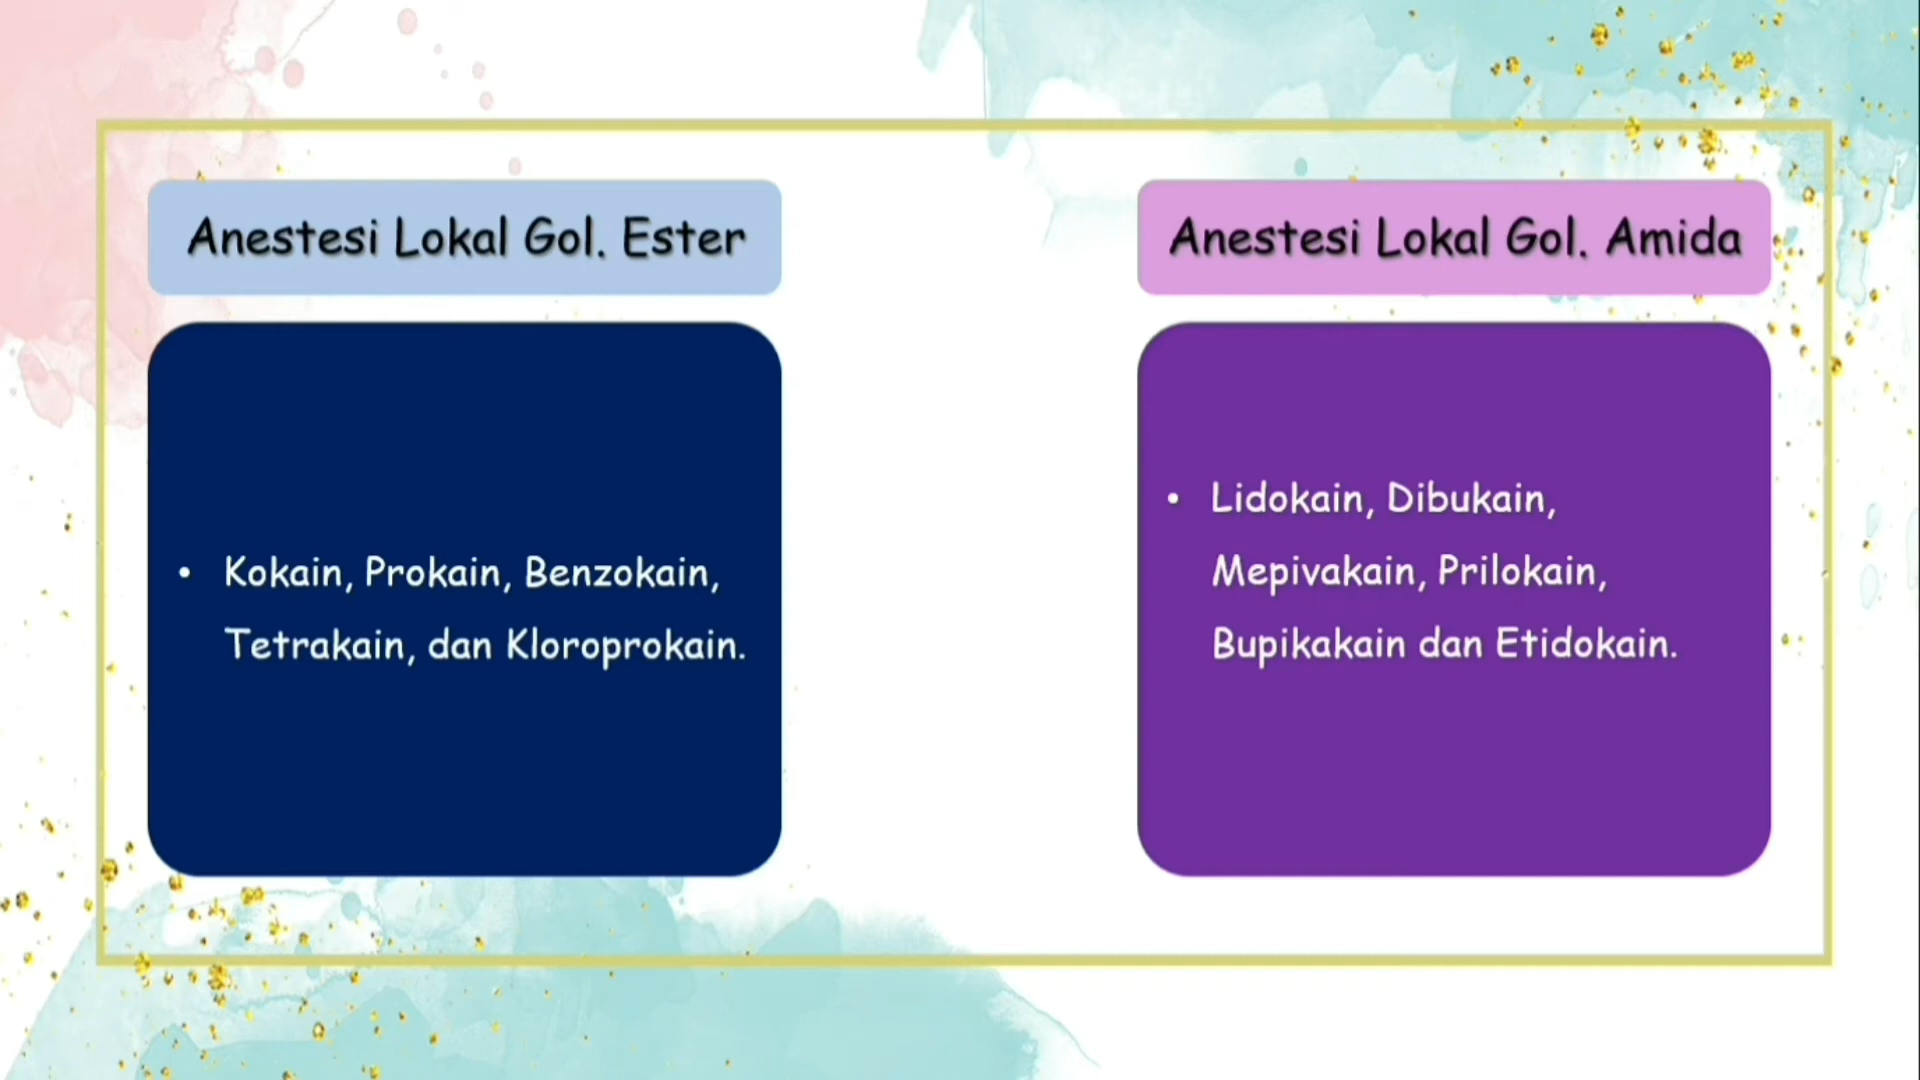 Anestesi Lokal Gol. Ester
• Kokain, Prokain, Benzokain,
Tetrakain, dan Kloroprokain.
Anestesi Lokal Gol. Amida
• Lidokain, Dibukain,
Mepivakain, Prilokain,
Bupikakain dan Etidokain.